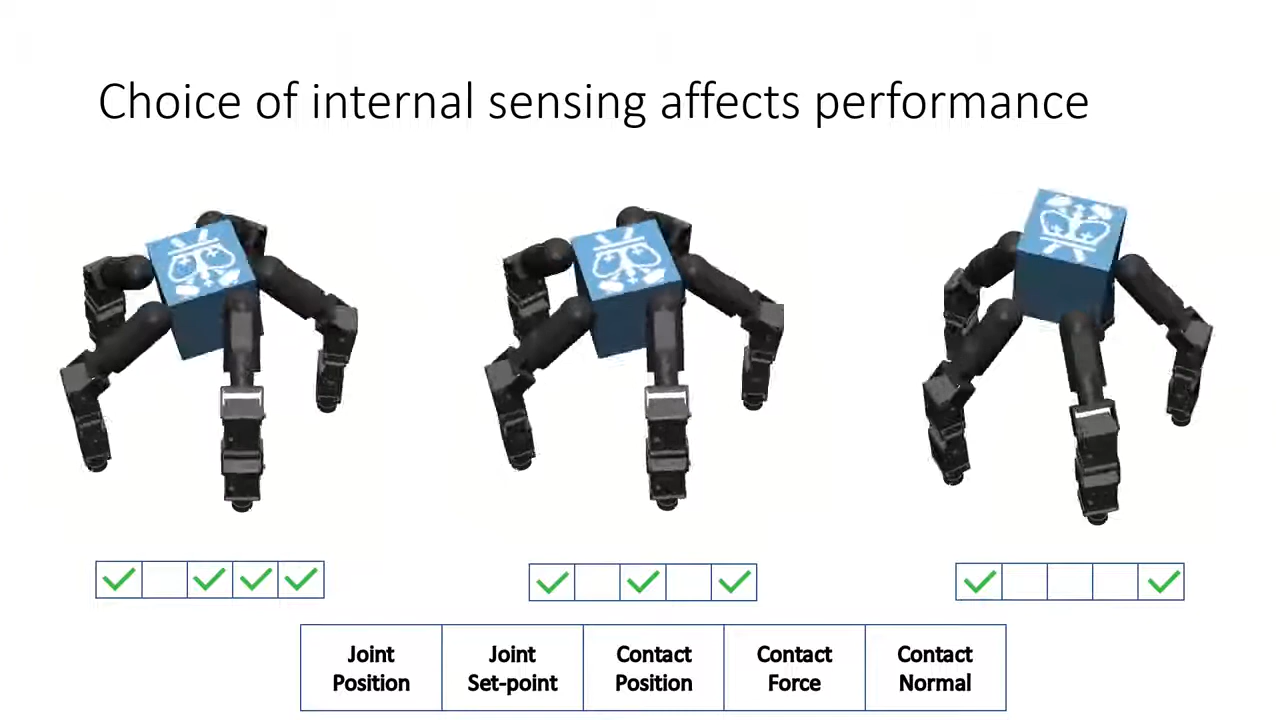 Choice of internal sensing affects performance
Joint
Position
Joint
Set-point
Contact
Position
Contact
Force
Contact
Normal